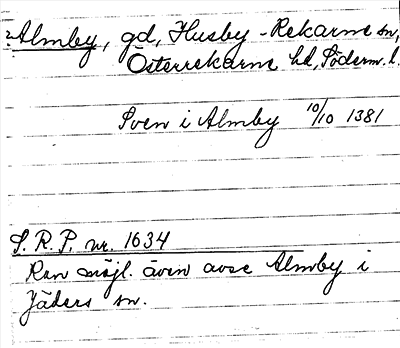 ?Almby, gd, Husby-Rekarne sn,
Österrekarne hd, Söderm. l.
Sven i Almby 10/10 1381
S. R. P. nr. 1634
Kan möjl. även avse Almby i
Jäders sn.